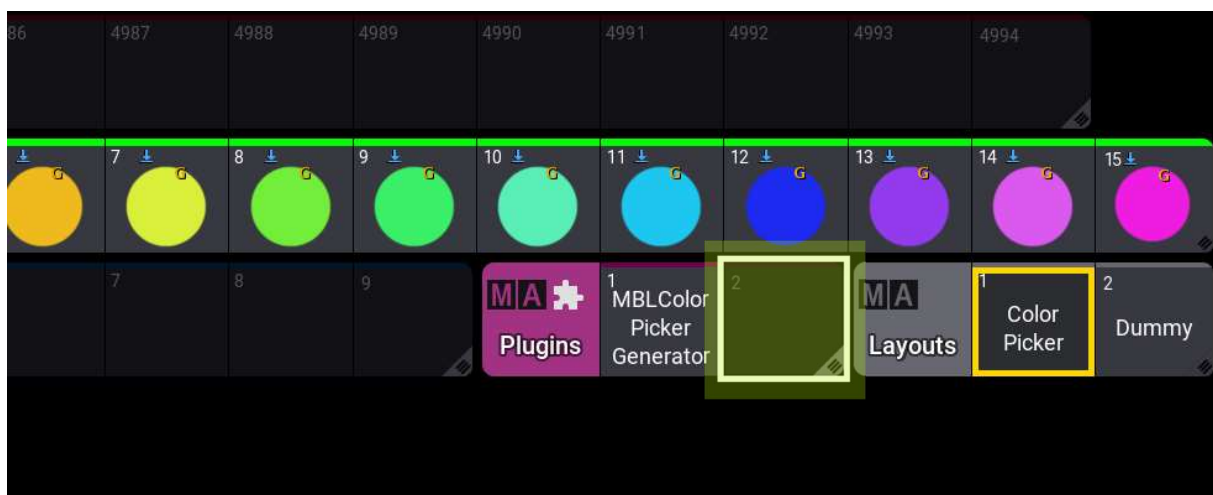 86 4987 4988 4989 4990 4991 4992 4993 4994
7 G 8 G 9 G 10 G 11 G 12 G 13 G 14 G 15 G
G
7 8 9
MA
Plugins
1
MBLColor
Picker
Generator
2
MA
Layouts
1
Color
Picker
2
Dummy